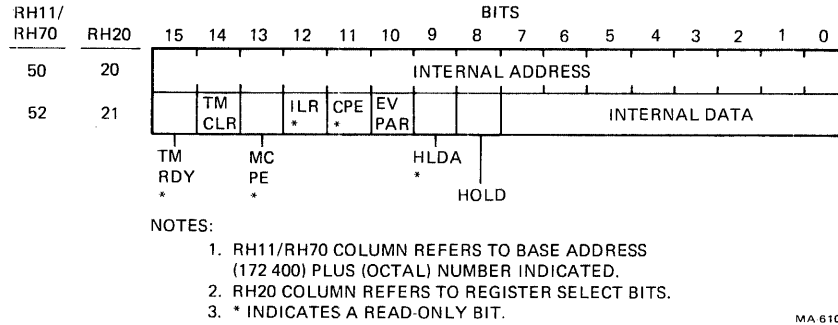 RH11/ BITS
RH70 RH20 15 14 13 12 11 10 9 8 7 6 5 4 3 2 1 0
50 20 INTERNAL ADDRESS
52 21 TM CLR ILR * CPE * EV PAR INTERNAL DATA
TM RDY * MC PE * HLDA * HOLD
NOTES:
1. RH11/RH70 COLUMN REFERS TO BASE ADDRESS
(172 400) PLUS (OCTAL) NUMBER INDICATED.
2. RH20 COLUMN REFERS TO REGISTER SELECT BITS.
3. * INDICATES A READ-ONLY BIT.